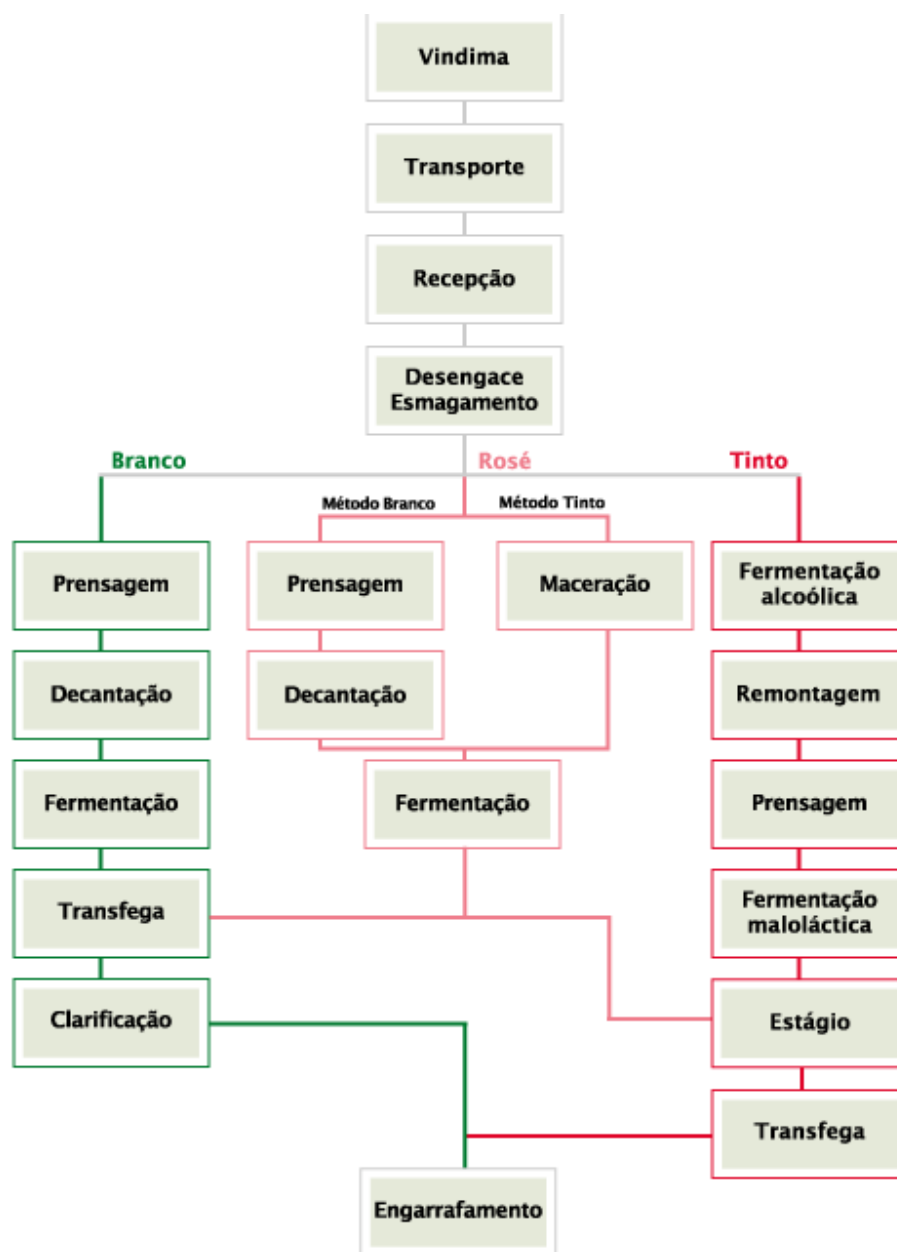 Vindima
Transporte
Recepção
Desengace
Esmagamento
Branco
Rosé
Tinto
Método Branco
Método Tinto
Prensagem
Prensagem
Maceração
Fermentação
alcoólica
Decantação
Decantação
Remontagem
Fermentação
Fermentação
Prensagem
Transfega
Fermentação
maloláctica
Clarificação
Estágio
Transfega
Engarrafamento